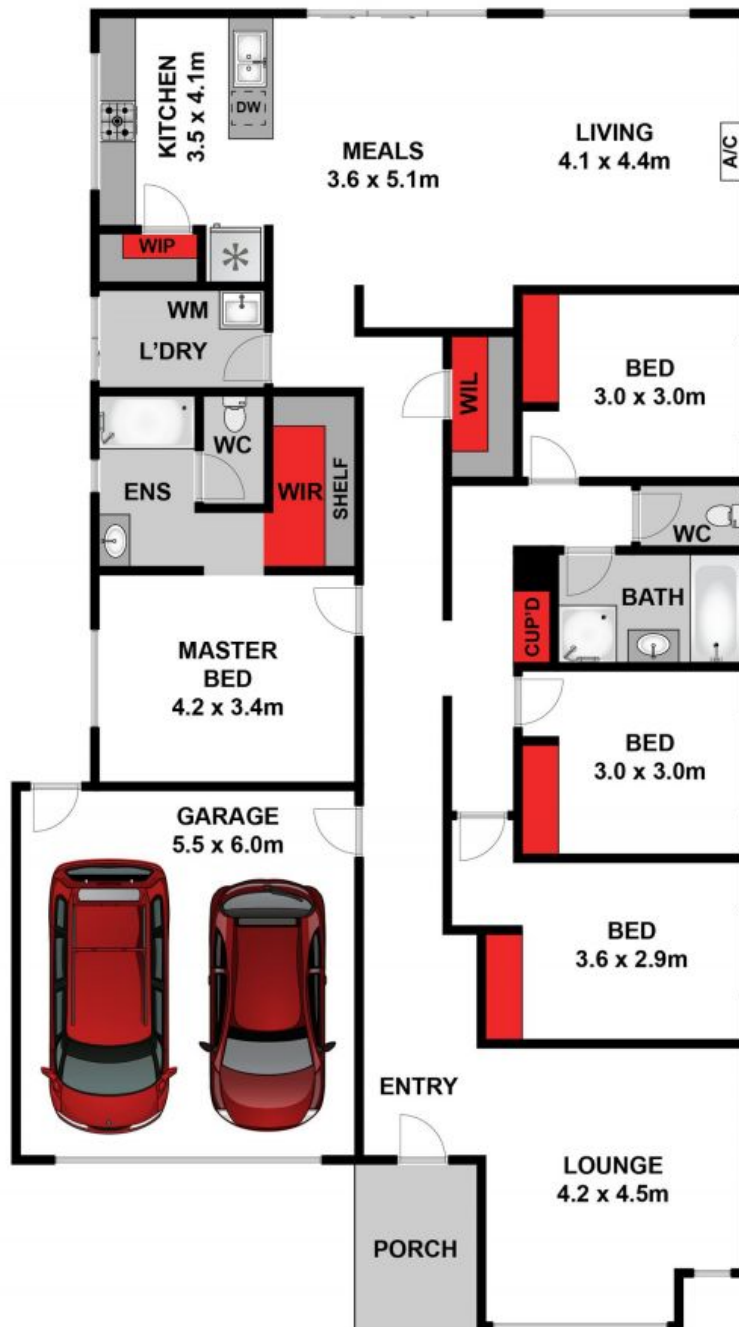 KITCHEN
3.5 x 4.1m
DW
MEALS
3.6 x 5.1m
LIVING
4.1 x 4.4m
A/C
WIP
WM
L'DRY
BED
3.0 x 3.0m
WIL
WC
ENS
WIR
SHELF
WC
BATH
CUP'D
MASTER
BED
4.2 x 3.4m
BED
3.0 x 3.0m
GARAGE
5.5 x 6.0m
BED
3.6 x 2.9m
ENTRY
LOUNGE
4.2 x 4.5m
PORCH